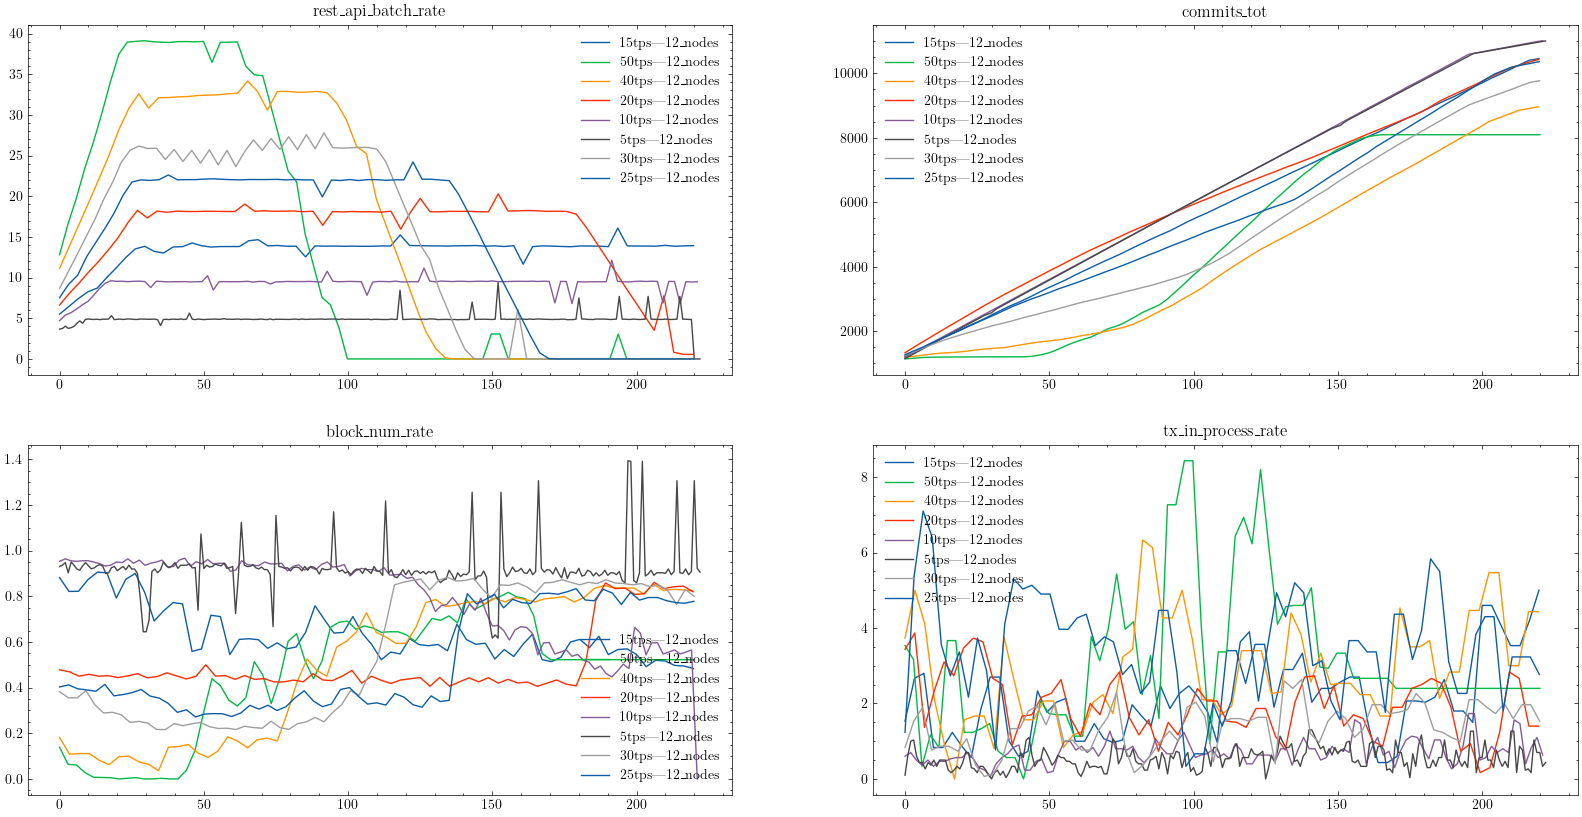 rest_api_batch_rate
40
35
30
25
20
15
10
5
0
0 50 100 150 200
15tps—12_nodes
50tps—12_nodes
40tps—12_nodes
20tps—12_nodes
10tps—12_nodes
5tps—12_nodes
30tps—12_nodes
25tps—12_nodes
commits_tot
10000
8000
6000
4000
2000
0 50 100 150 200
15tps—12_nodes
50tps—12_nodes
40tps—12_nodes
20tps—12_nodes
10tps—12_nodes
5tps—12_nodes
30tps—12_nodes
25tps—12_nodes
block_num_rate
1.4
1.2
1.0
0.8
0.6
0.4
0.2
0.0
0 50 100 150 200
15tps—12_nodes
50tps—12_nodes
40tps—12_nodes
20tps—12_nodes
10tps—12_nodes
5tps—12_nodes
30tps—12_nodes
25tps—12_nodes
tx_in_process_rate
8
6
4
2
0
0 50 100 150 200
15tps—12_nodes
50tps—12_nodes
40tps—12_nodes
20tps—12_nodes
10tps—12_nodes
5tps—12_nodes
30tps—12_nodes
25tps—12_nodes